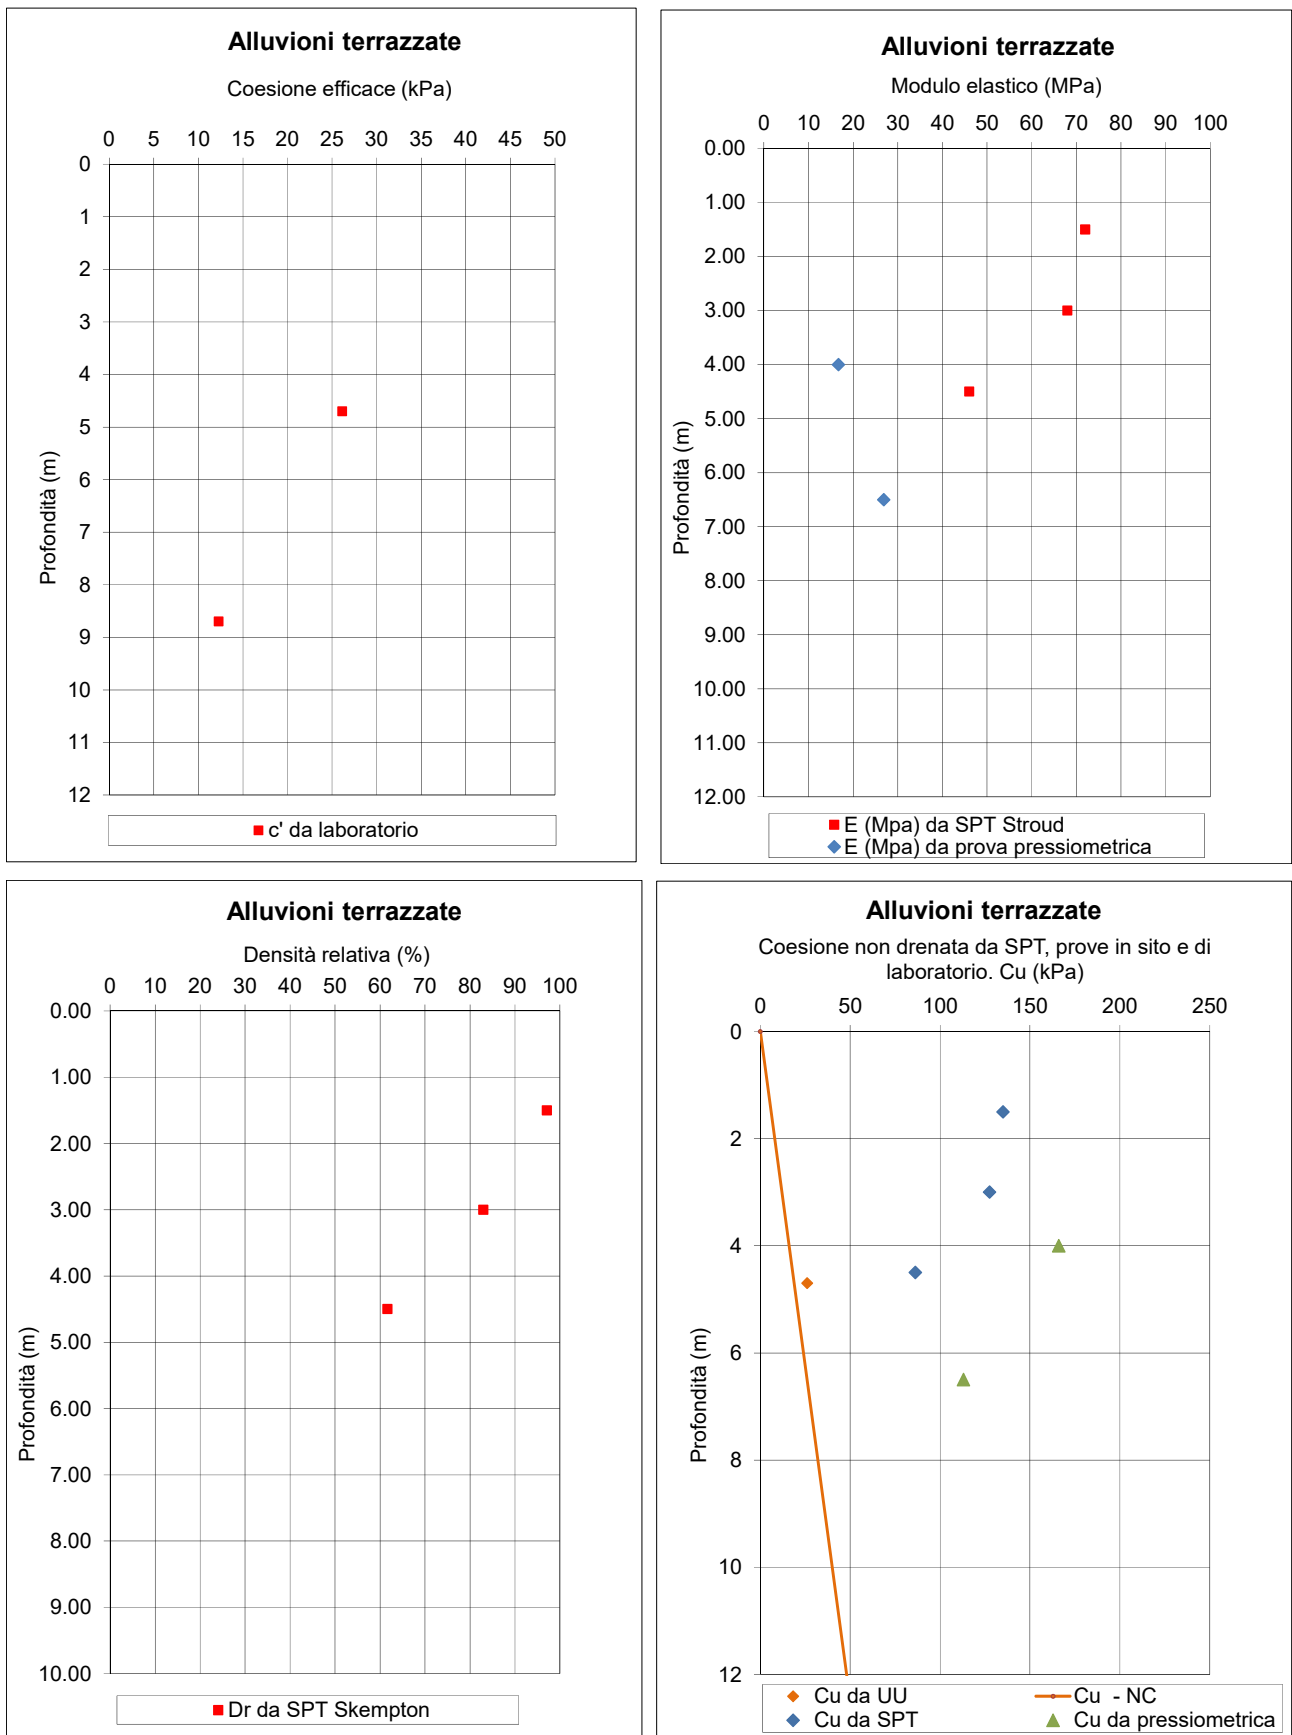 Alluvioni terrazzate
Coesione efficace (kPa)
0 5 10 15 20 25 30 35 40 45 50
0
1
2
3
4
5
6
7
8
9
10
11
12
Profondità (m)
c' da laboratorio
Alluvioni terrazzate
Modulo elastico (MPa)
0 10 20 30 40 50 60 70 80 90 100
0.00
1.00
2.00
3.00
4.00
5.00
6.00
7.00
8.00
9.00
10.00
11.00
12.00
Profondità (m)
E (Mpa) da SPT Stroud
E (Mpa) da prova pressiometrica
Alluvioni terrazzate
Densità relativa (%)
0 10 20 30 40 50 60 70 80 90 100
0.00
1.00
2.00
3.00
4.00
5.00
6.00
7.00
8.00
9.00
10.00
Profondità (m)
Dr da SPT Skempton
Alluvioni terrazzate
Coesione non drenata da SPT, prove in sito e di
laboratorio. Cu (kPa)
0 50 100 150 200 250
0
2
4
6
8
10
12
Profondità (m)
Cu da UU Cu - NC
Cu da SPT Cu da pressiometrica